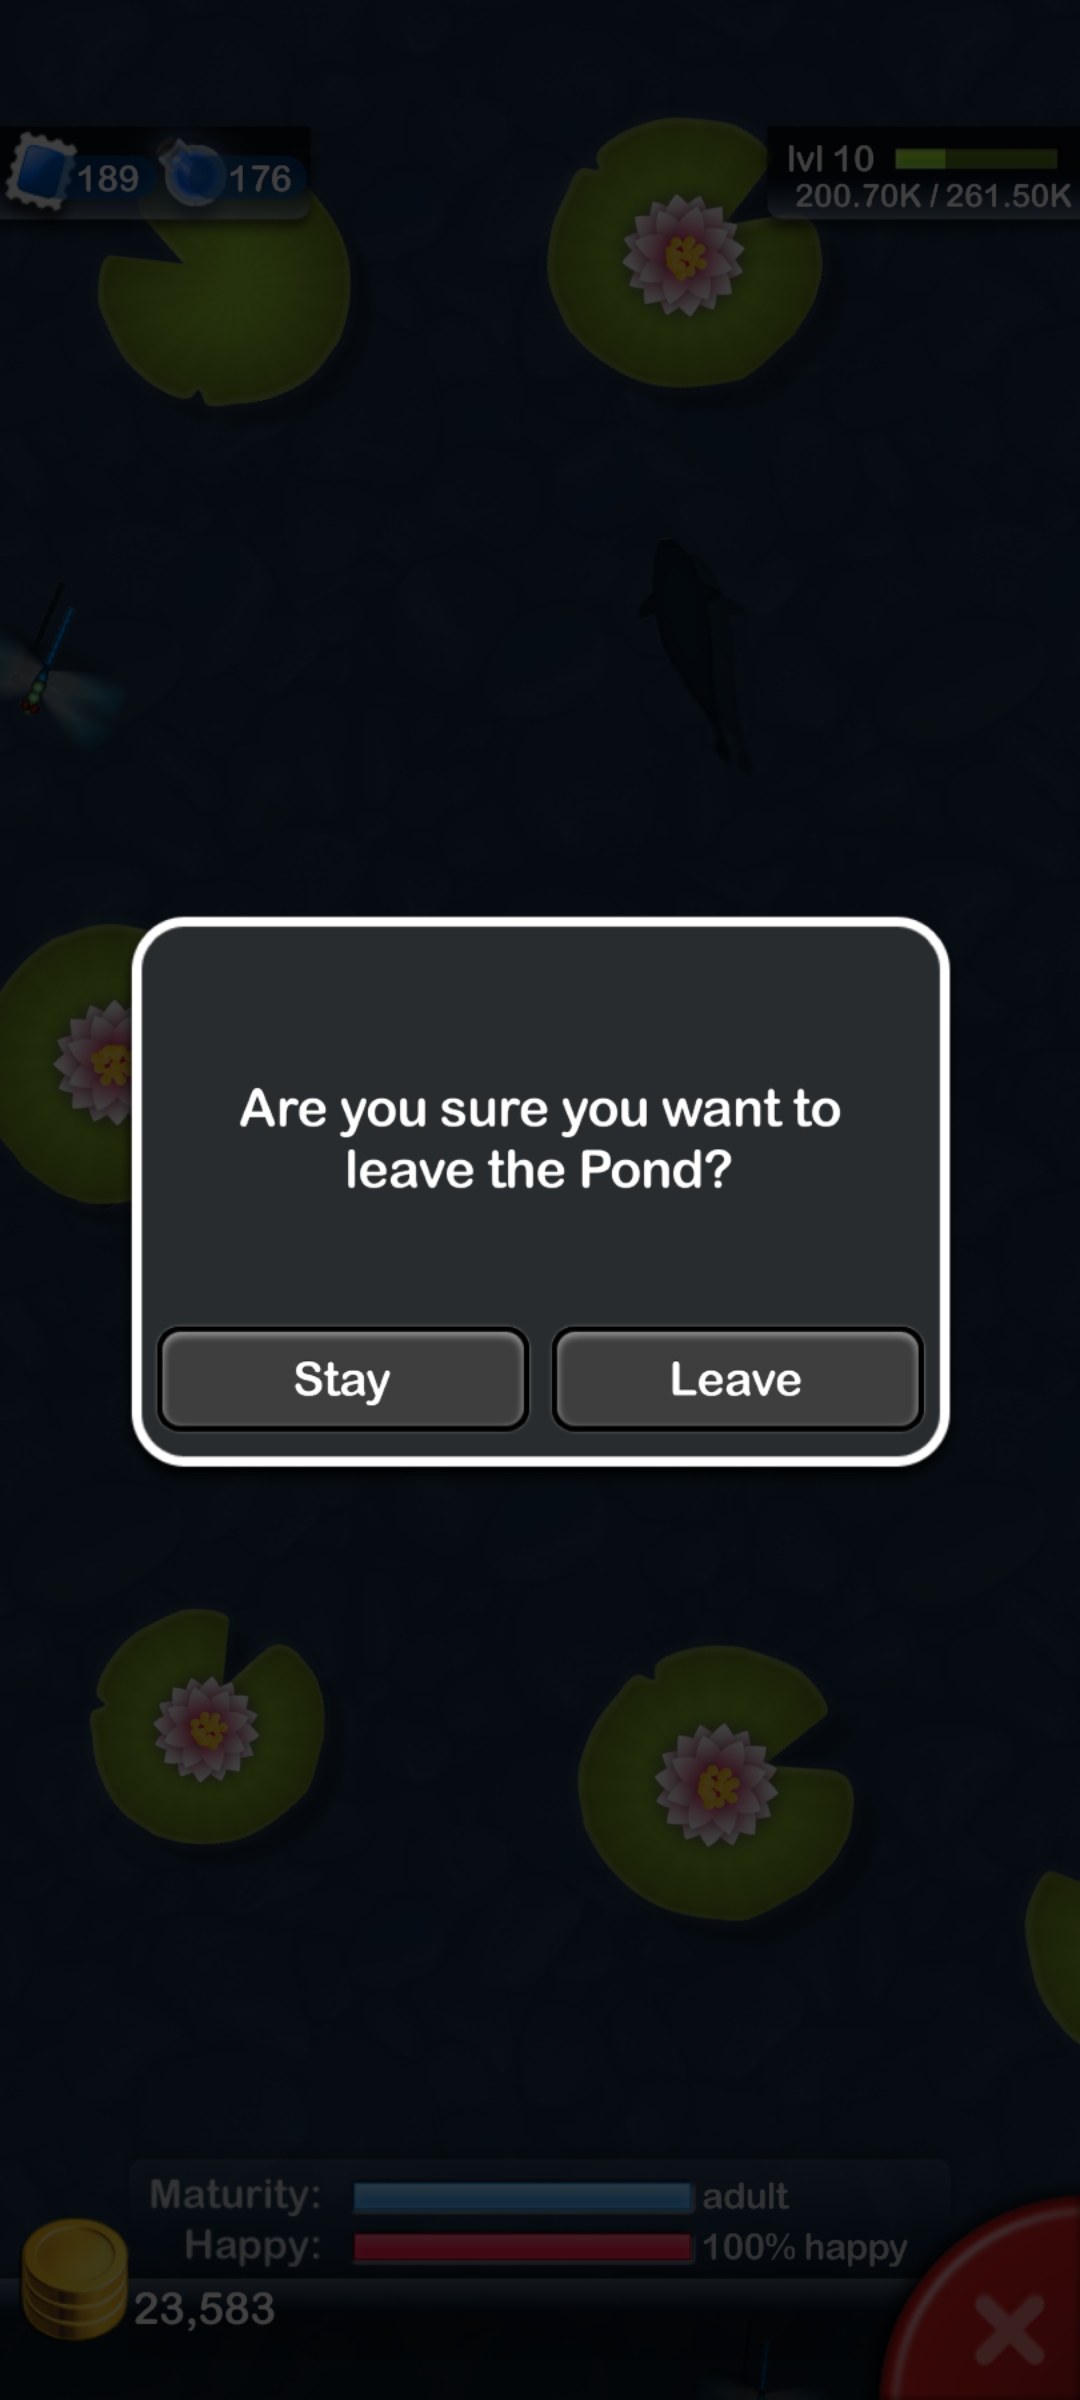 189 176
lvl 10
200.70K / 261.50K
Are you sure you want to
leave the Pond?
Stay Leave
Maturity: adult
Happy: 100% happy
23,583